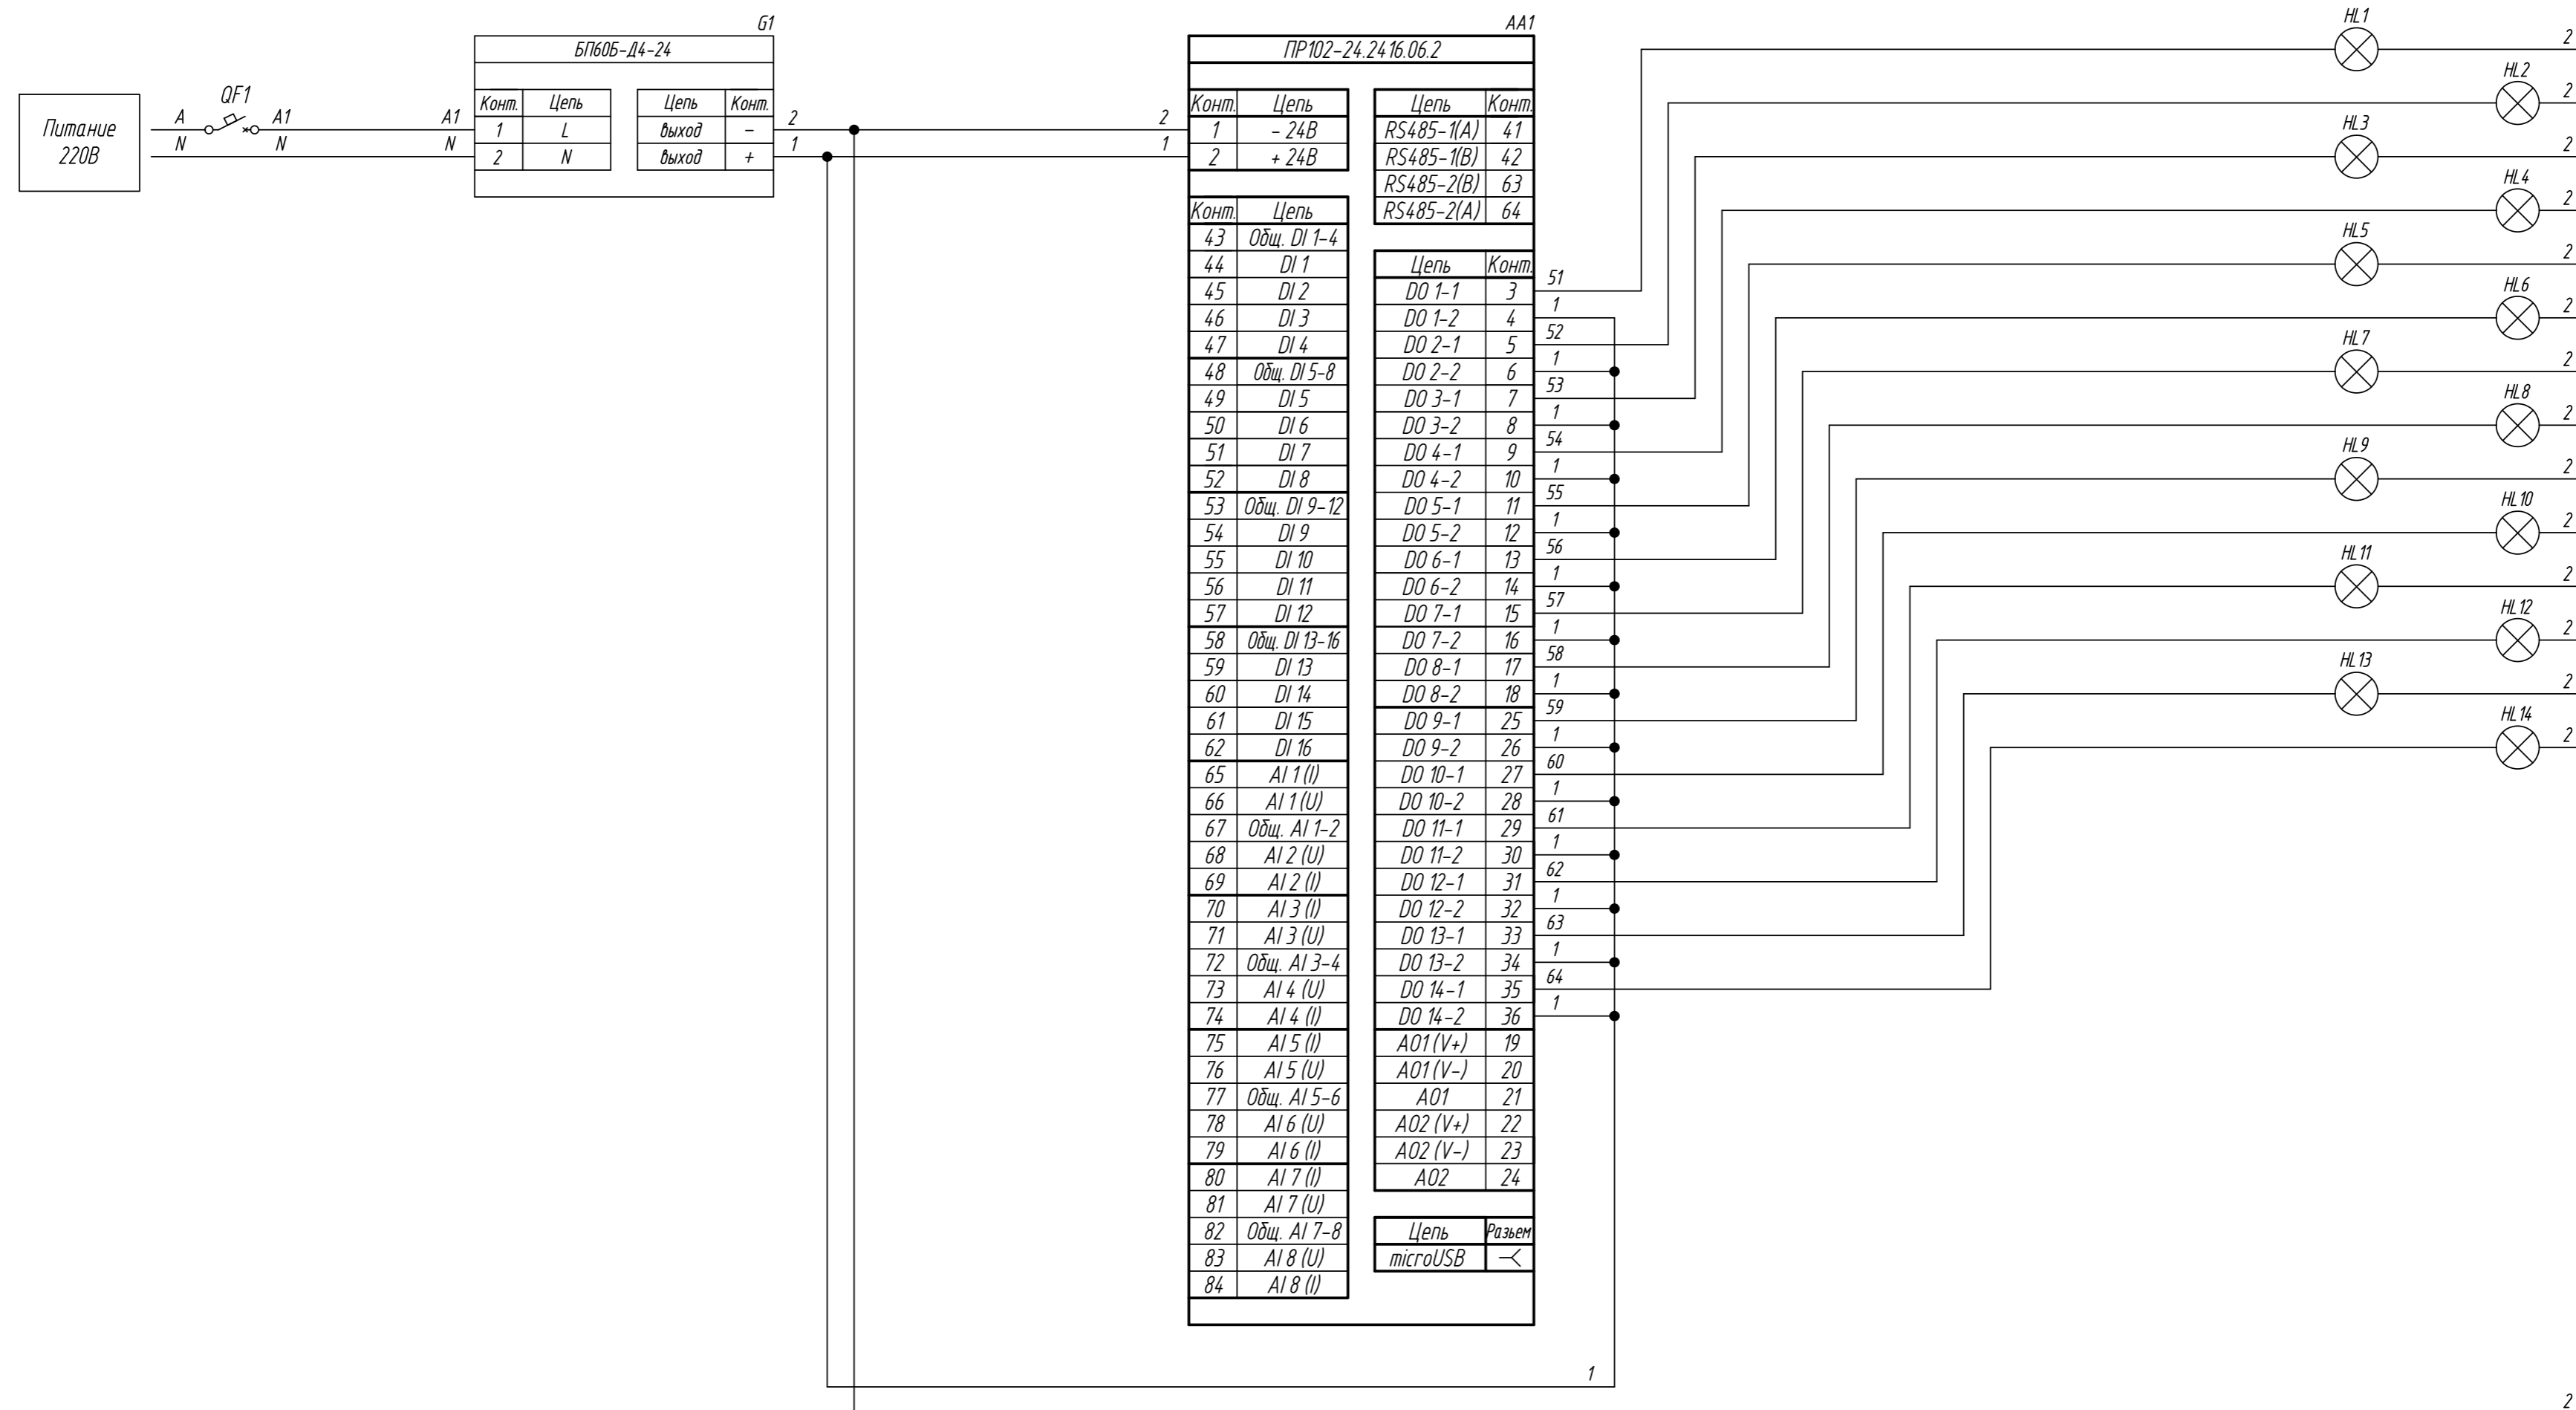 G1
БП60Б-Д4-24
Конт. Цепь Цепь Конт.
1 L выход -
2 N выход +
Питание
220В
QF1
A A1 A1
N N N
2 2
1 1
AA1
ПР102-24.2416.06.2
Конт. Цепь
1 - 24В
2 + 24В
Цепь Конт.
RS485-1(A) 41
RS485-1(B) 42
RS485-2(B) 63
RS485-2(A) 64
Конт. Цепь
43 Общ. DI 1-4
44 DI 1
45 DI 2
46 DI 3
47 DI 4
48 Общ. DI 5-8
49 DI 5
50 DI 6
51 DI 7
52 DI 8
53 Общ. DI 9-12
54 DI 9
55 DI 10
56 DI 11
57 DI 12
58 Общ. DI 13-16
59 DI 13
60 DI 14
61 DI 15
62 DI 16
65 AI 1 (I)
66 AI 1 (U)
67 Общ. AI 1-2
68 AI 2 (U)
69 AI 2 (I)
70 AI 3 (I)
71 AI 3 (U)
72 Общ. AI 3-4
73 AI 4 (U)
74 AI 4 (I)
75 AI 5 (I)
76 AI 5 (U)
77 Общ. AI 5-6
78 AI 6 (U)
79 AI 6 (I)
80 AI 7 (I)
81 AI 7 (U)
82 Общ. AI 7-8
83 AI 8 (U)
84 AI 8 (I)
Цепь Конт.
DO 1-1 3 51
DO 1-2 4 1
DO 2-1 5 52
DO 2-2 6 1
DO 3-1 7 53
DO 3-2 8 1
DO 4-1 9 54
DO 4-2 10 1
DO 5-1 11 55
DO 5-2 12 1
DO 6-1 13 56
DO 6-2 14 1
DO 7-1 15 57
DO 7-2 16 1
DO 8-1 17 58
DO 8-2 18 1
DO 9-1 25 59
DO 9-2 26 1
DO 10-1 27 60
DO 10-2 28 1
DO 11-1 29 61
DO 11-2 30 1
DO 12-1 31 62
DO 12-2 32 1
DO 13-1 33 63
DO 13-2 34 1
DO 14-1 35 64
DO 14-2 36 1
AO1 (V+) 19
AO1 (V-) 20
AO1 21
AO2 (V+) 22
AO2 (V-) 23
AO2 24
Цепь Разьем
microUSB
1
HL1 2
HL2 2
HL3 2
HL4 2
HL5 2
HL6 2
HL7 2
HL8 2
HL9 2
HL10 2
HL11 2
HL12 2
HL13 2
HL14 2
2